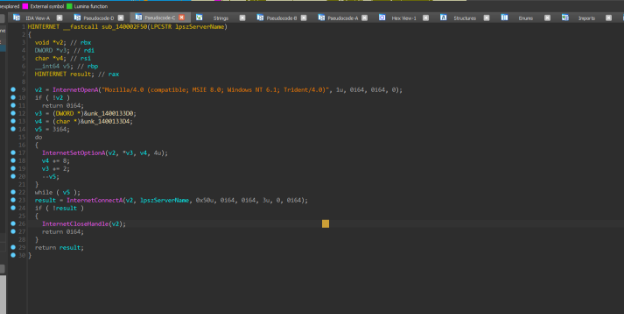 explored External symbol Lumina function
IDA View-A Pseudocode-D Pseudocode-C Strings Pseudocode-B Pseudocode-A Hex View-1 Structures Enums Imports
1 HINTERNET __fastcall sub_140002F50(LPCSTR lpszServerName)
2 {
3 void *v2; // rbx
4 DWORD *v3; // rdi
5 char *v4; // rsi
6 __int64 v5; // rbp
7 HINTERNET result; // rax
8
9 v2 = InternetOpenA("Mozilla/4.0 (compatible; MSIE 8.0; Windows NT 6.1; Trident/4.0)", 1u, 0i64, 0i64, 0);
10 if ( !v2 )
11 return 0i64;
12 v3 = (DWORD *)&unk_1400133D0;
13 v4 = (char *)&unk_1400133D4;
14 v5 = 3i64;
15 do
16 {
17 InternetSetOptionA(v2, *v3, v4, 4u);
18 v4 += 8;
19 v3 += 2;
20 --v5;
21 }
22 while ( v5 );
23 result = InternetConnectA(v2, lpszServerName, 0x50u, 0i64, 0i64, 3u, 0, 0i64);
24 if ( !result )
25 {
26 InternetCloseHandle(v2);
27 return 0i64;
28 }
29 return result;
30 }